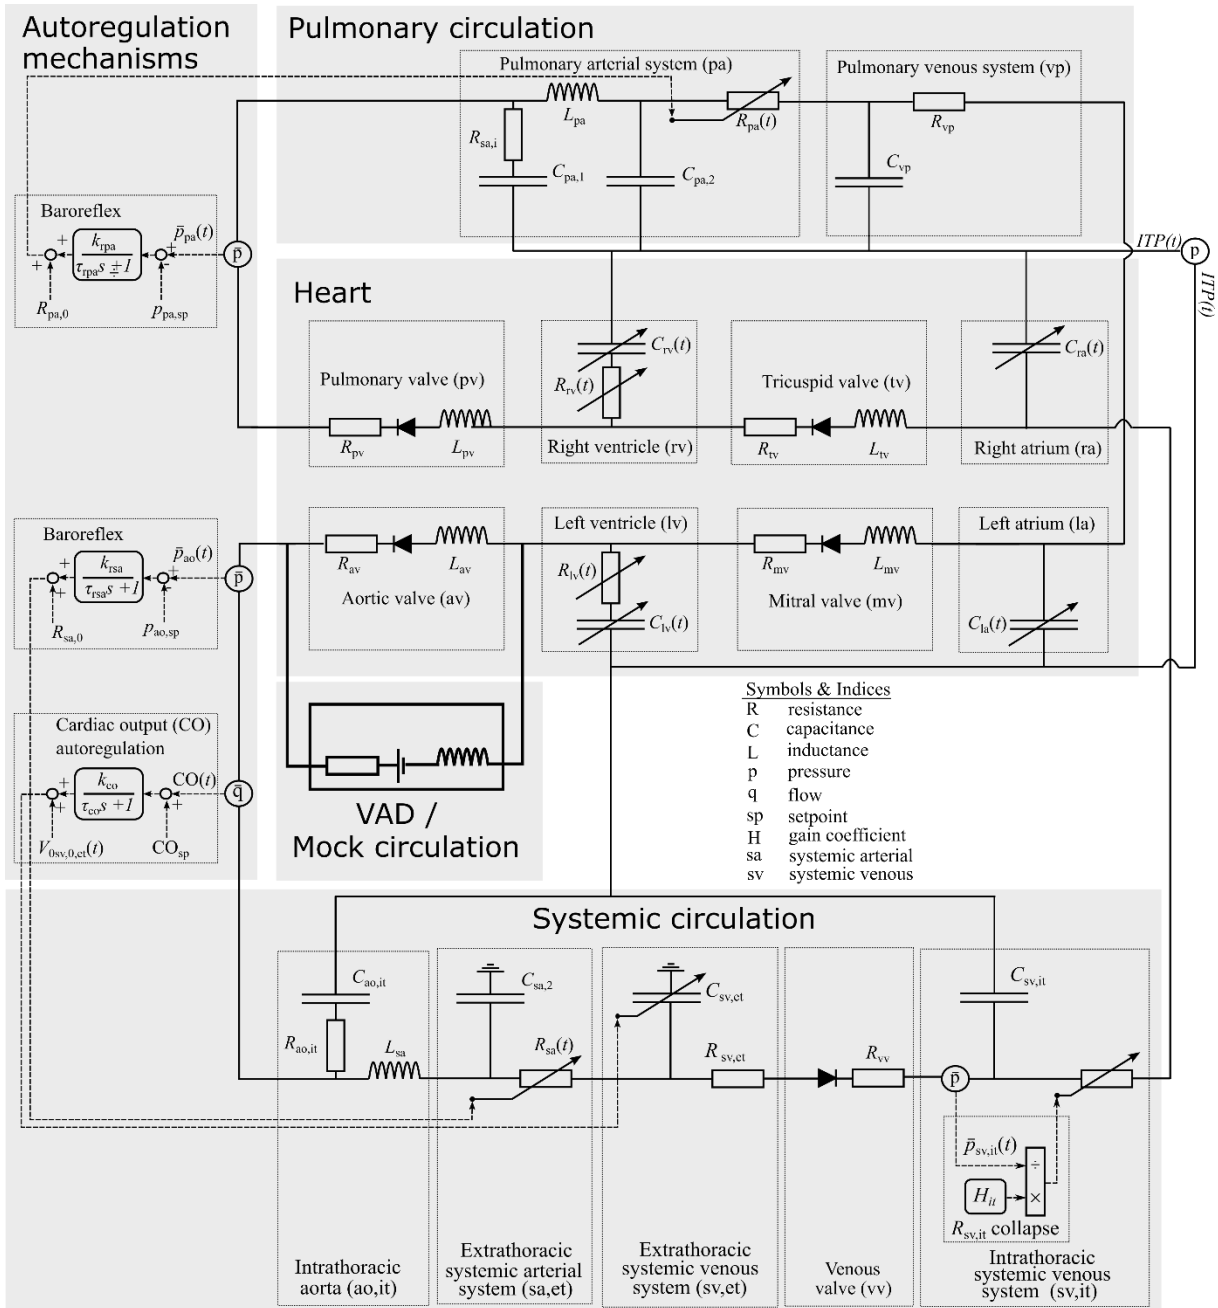 Autoregulation
mechanisms
Pulmonary circulation
Pulmonary arterial system (pa)
Pulmonary venous system (vp)
L_pa
R_pa(t)
R_vp
R_sa,i
C_pa,1
C_pa,2
C_vp
Baroreflex
p̄_pa(t)
k_rpa
τ_rpa s + 1
÷
+
+
+
-
R_pa,0
p_pa,sp
p̄
ITP(t)
p
ITP(t)
Heart
C_rv(t)
C_ra(t)
Pulmonary valve (pv)
R_rv(t)
Tricuspid valve (tv)
R_pv
L_pv
Right ventricle (rv)
R_tv
L_tv
Right atrium (ra)
Baroreflex
p̄_ao(t)
k_rsa
τ_rsa s + 1
+
+
+
-
R_sa,0
p_ao,sp
p̄
Left ventricle (lv)
Left atrium (la)
R_av
L_av
R_lv(t)
R_mv
L_mv
Aortic valve (av)
Mitral valve (mv)
C_lv(t)
C_la(t)
Cardiac output (CO)
autoregulation
CO(t)
k_co
τ_co s + 1
+
+
-
+
V_0sv,0,et(t)
CO_sp
q̄
VAD /
Mock circulation
Symbols & Indices
R resistance
C capacitance
L inductance
p pressure
q flow
sp setpoint
H gain coefficient
sa systemic arterial
sv systemic venous
Systemic circulation
C_ao,it
C_sa,2
C_sv,et
C_sv,it
R_ao,it
L_sa
R_sa(t)
R_sv,et
R_vv
p̄
p̄_sv,it(t)
÷
H_it
×
R_sv,it collapse
Intrathoracic
aorta (ao,it)
Extrathoracic
systemic arterial
system (sa,et)
Extrathoracic
systemic venous
system (sv,et)
Venous
valve (vv)
Intrathoracic
systemic venous
system (sv,it)